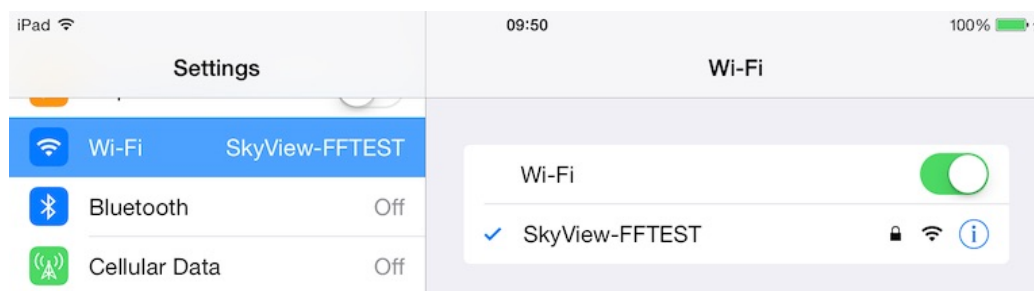 iPad 09:50 100%
Settings Wi-Fi
Wi-Fi SkyView-FFTEST
Wi-Fi
Bluetooth Off
SkyView-FFTEST
Cellular Data Off